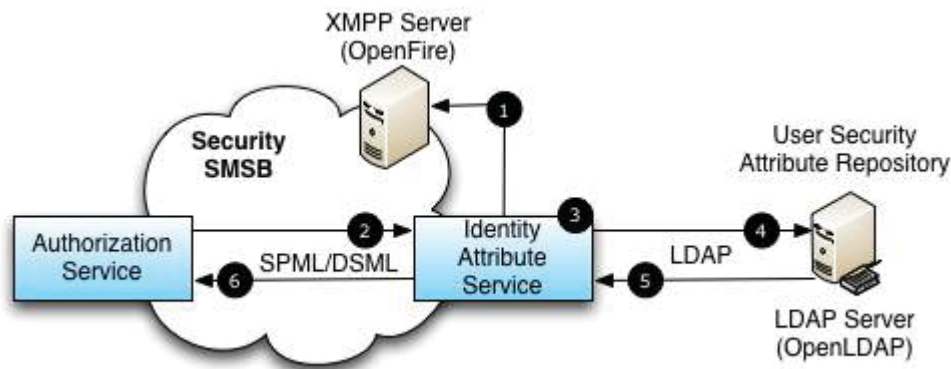 XMPP Server
(OpenFire)
1
Security
SMSB
User Security
Attribute Repository
Authorization
Service
2
Identity
Attribute
Service
3
4
SPML/DSML
6
LDAP
5
LDAP Server
(OpenLDAP)